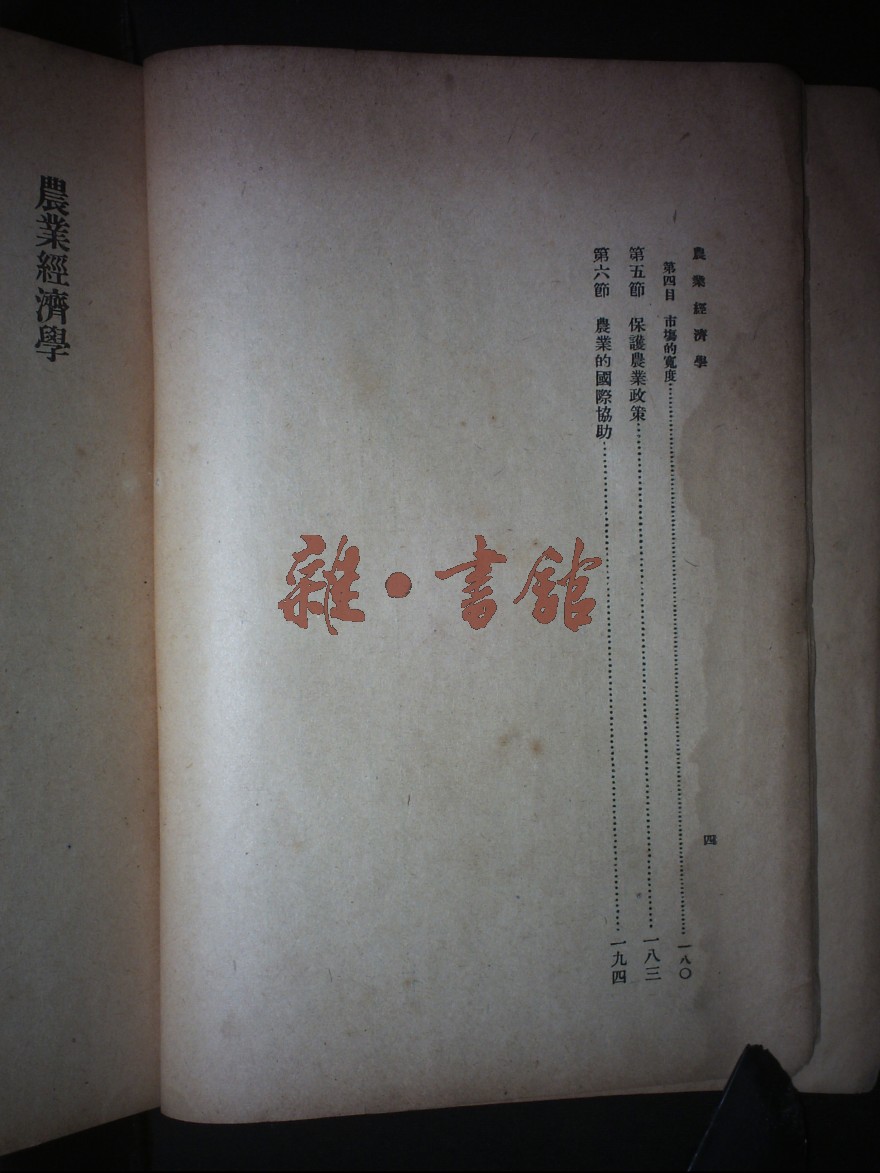 農業經濟學
第四目　市場的寬度……一八〇
第五節　保護農業政策……一八三
第六節　農業的國際協助……一九四
四
雜•書館
農業經濟學